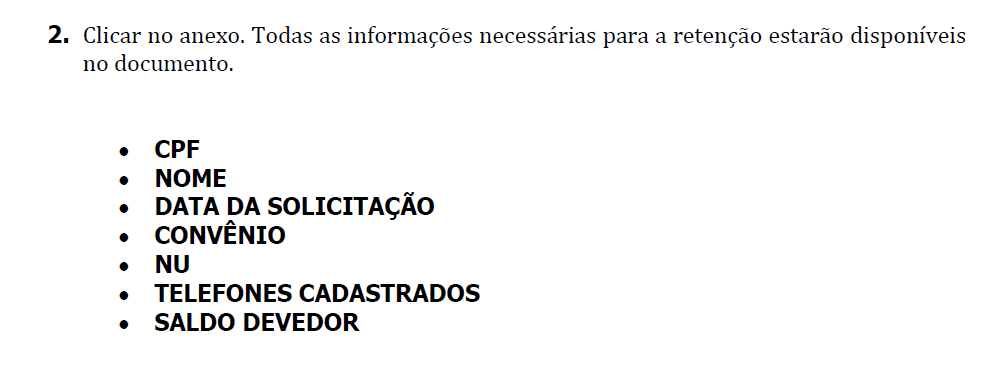 2. Clicar no anexo. Todas as informações necessárias para a retenção estarão disponíveis
no documento.
• CPF
• NOME
• DATA DA SOLICITAÇÃO
• CONVÊNIO
• NU
• TELEFONES CADASTRADOS
• SALDO DEVEDOR